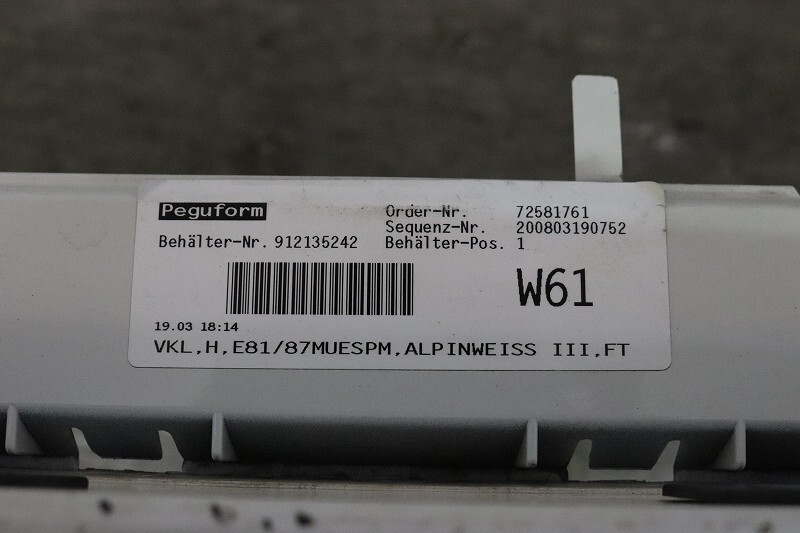 Peguform
Order-Nr. 72581761
Sequenz-Nr. 200803190752
Behälter-Nr. 912135242 Behälter-Pos. 1
W61
19.03 18:14
VKL,H,E81/87MUESPM,ALPINWEISS III,FT